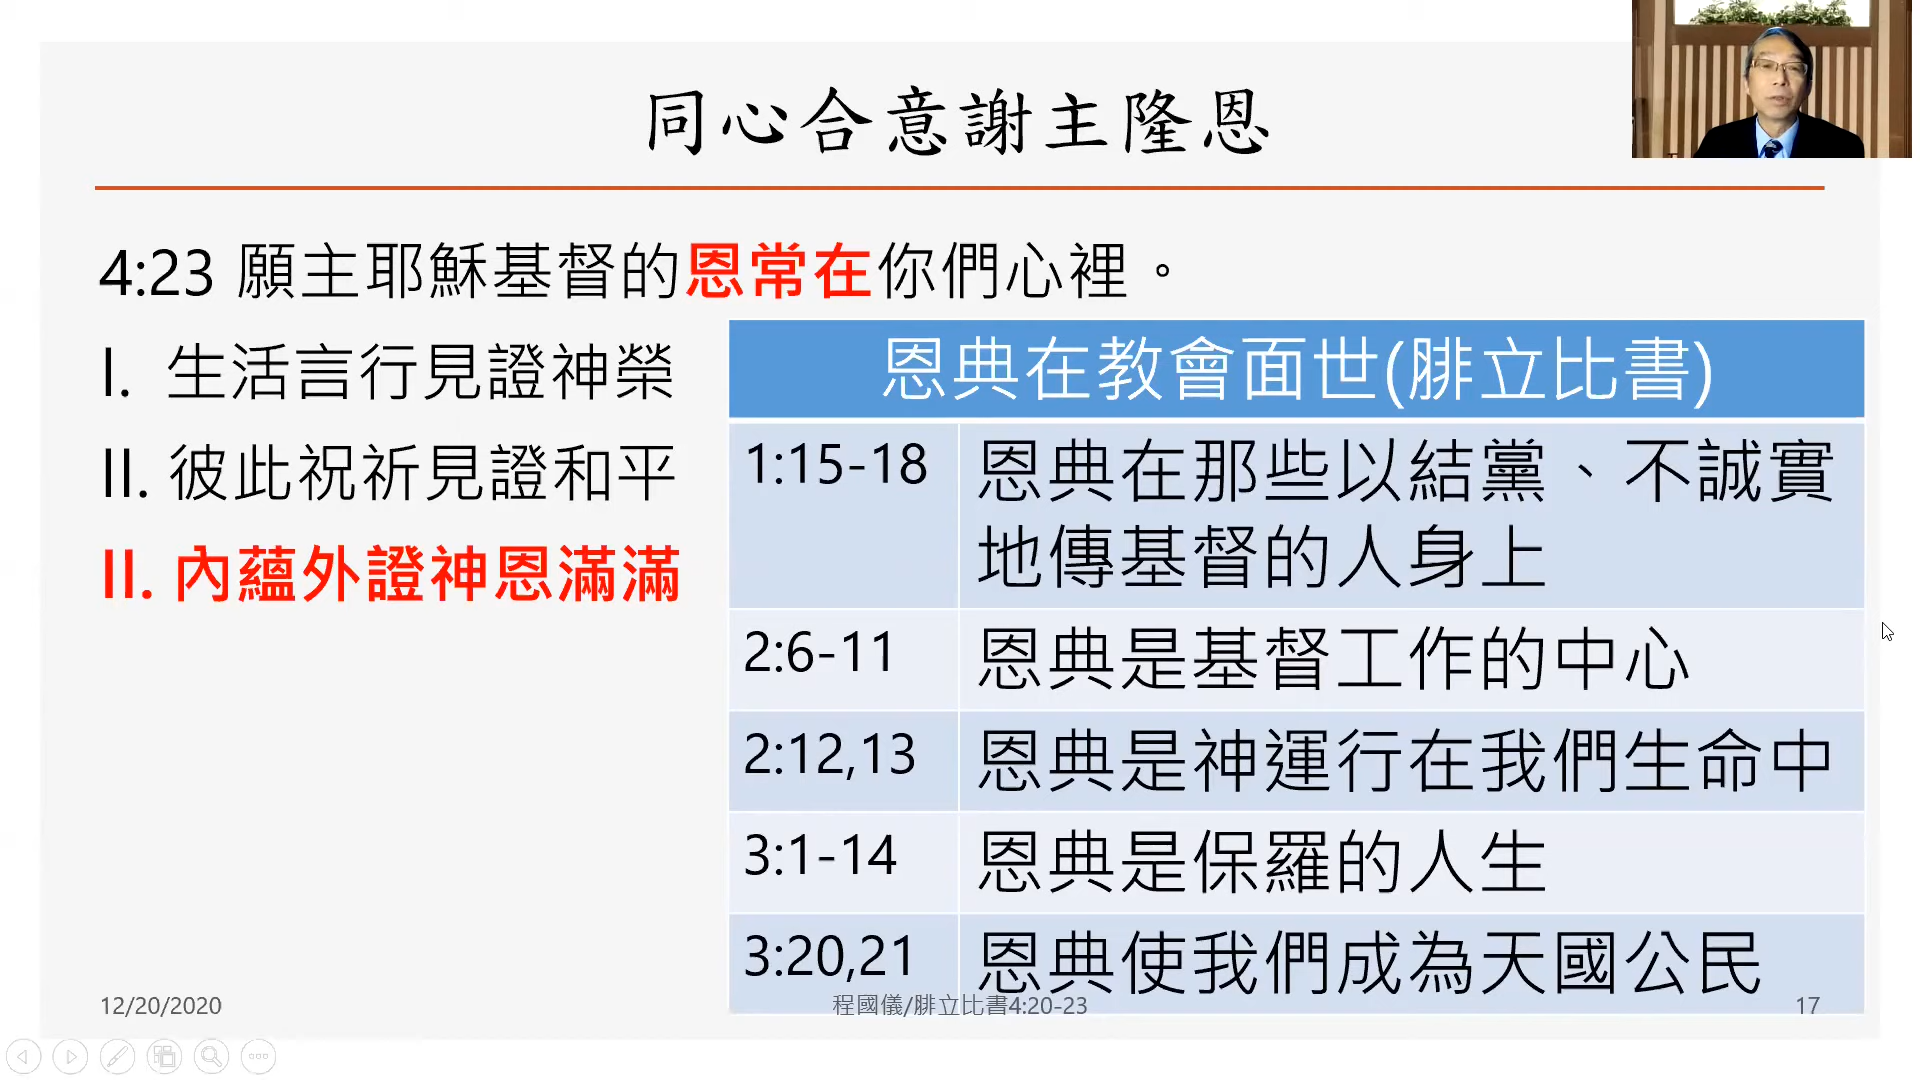 同心合意謝主隆恩
4:23 願主耶穌基督的恩常在你們心裡。
I. 生活言行見證神榮
II. 彼此祝祈見證和平
II. 內蘊外證神恩滿滿
恩典在教會面世(腓立比書)
1:15-18 恩典在那些以結黨、不誠實
地傳基督的人身上
2:6-11 恩典是基督工作的中心
2:12,13 恩典是神運行在我們生命中
3:1-14 恩典是保羅的人生
3:20,21 恩典使我們成為天國公民
12/20/2020 程國儀/腓立比書4:20-23 17